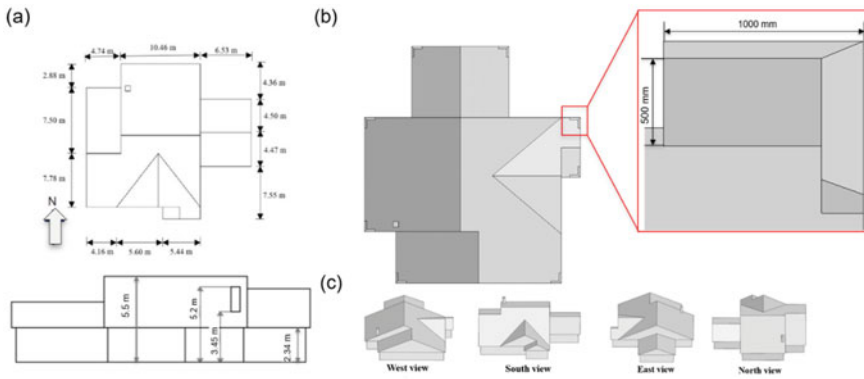 (a)
4.74 m
10.46 m
6.53 m
2.88 m
7.50 m
7.78 m
4.36 m
4.50 m
4.47 m
7.55 m
N
4.16 m
5.60 m
5.44 m
5.5 m
5.2 m
3.45 m
2.34 m
(b)
1000 mm
500 mm
(c)
West view
South view
East view
North view